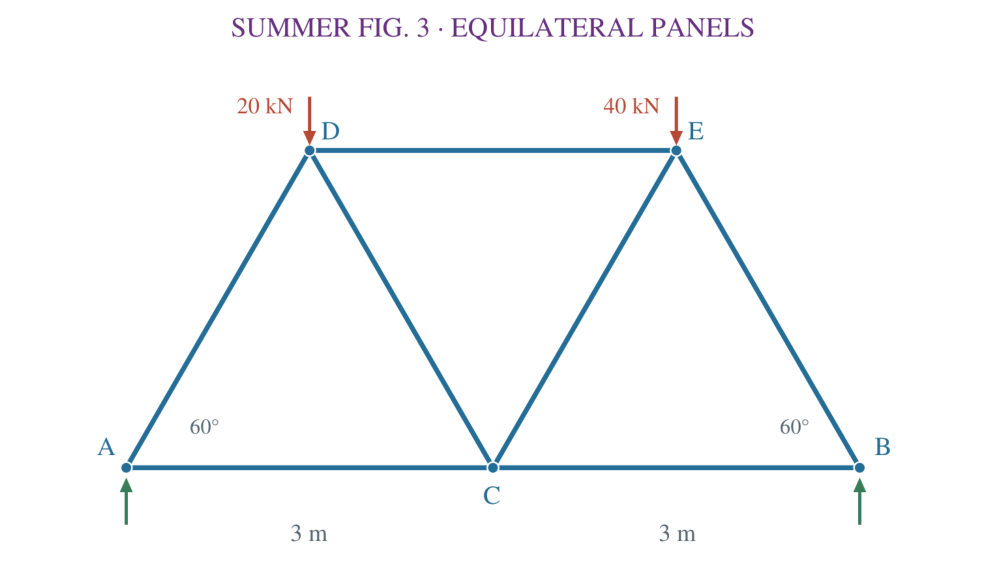 SUMMER FIG. 3 · EQUILATERAL PANELS
20 kN
40 kN
D
E
60°
60°
A
B
C
3 m
3 m